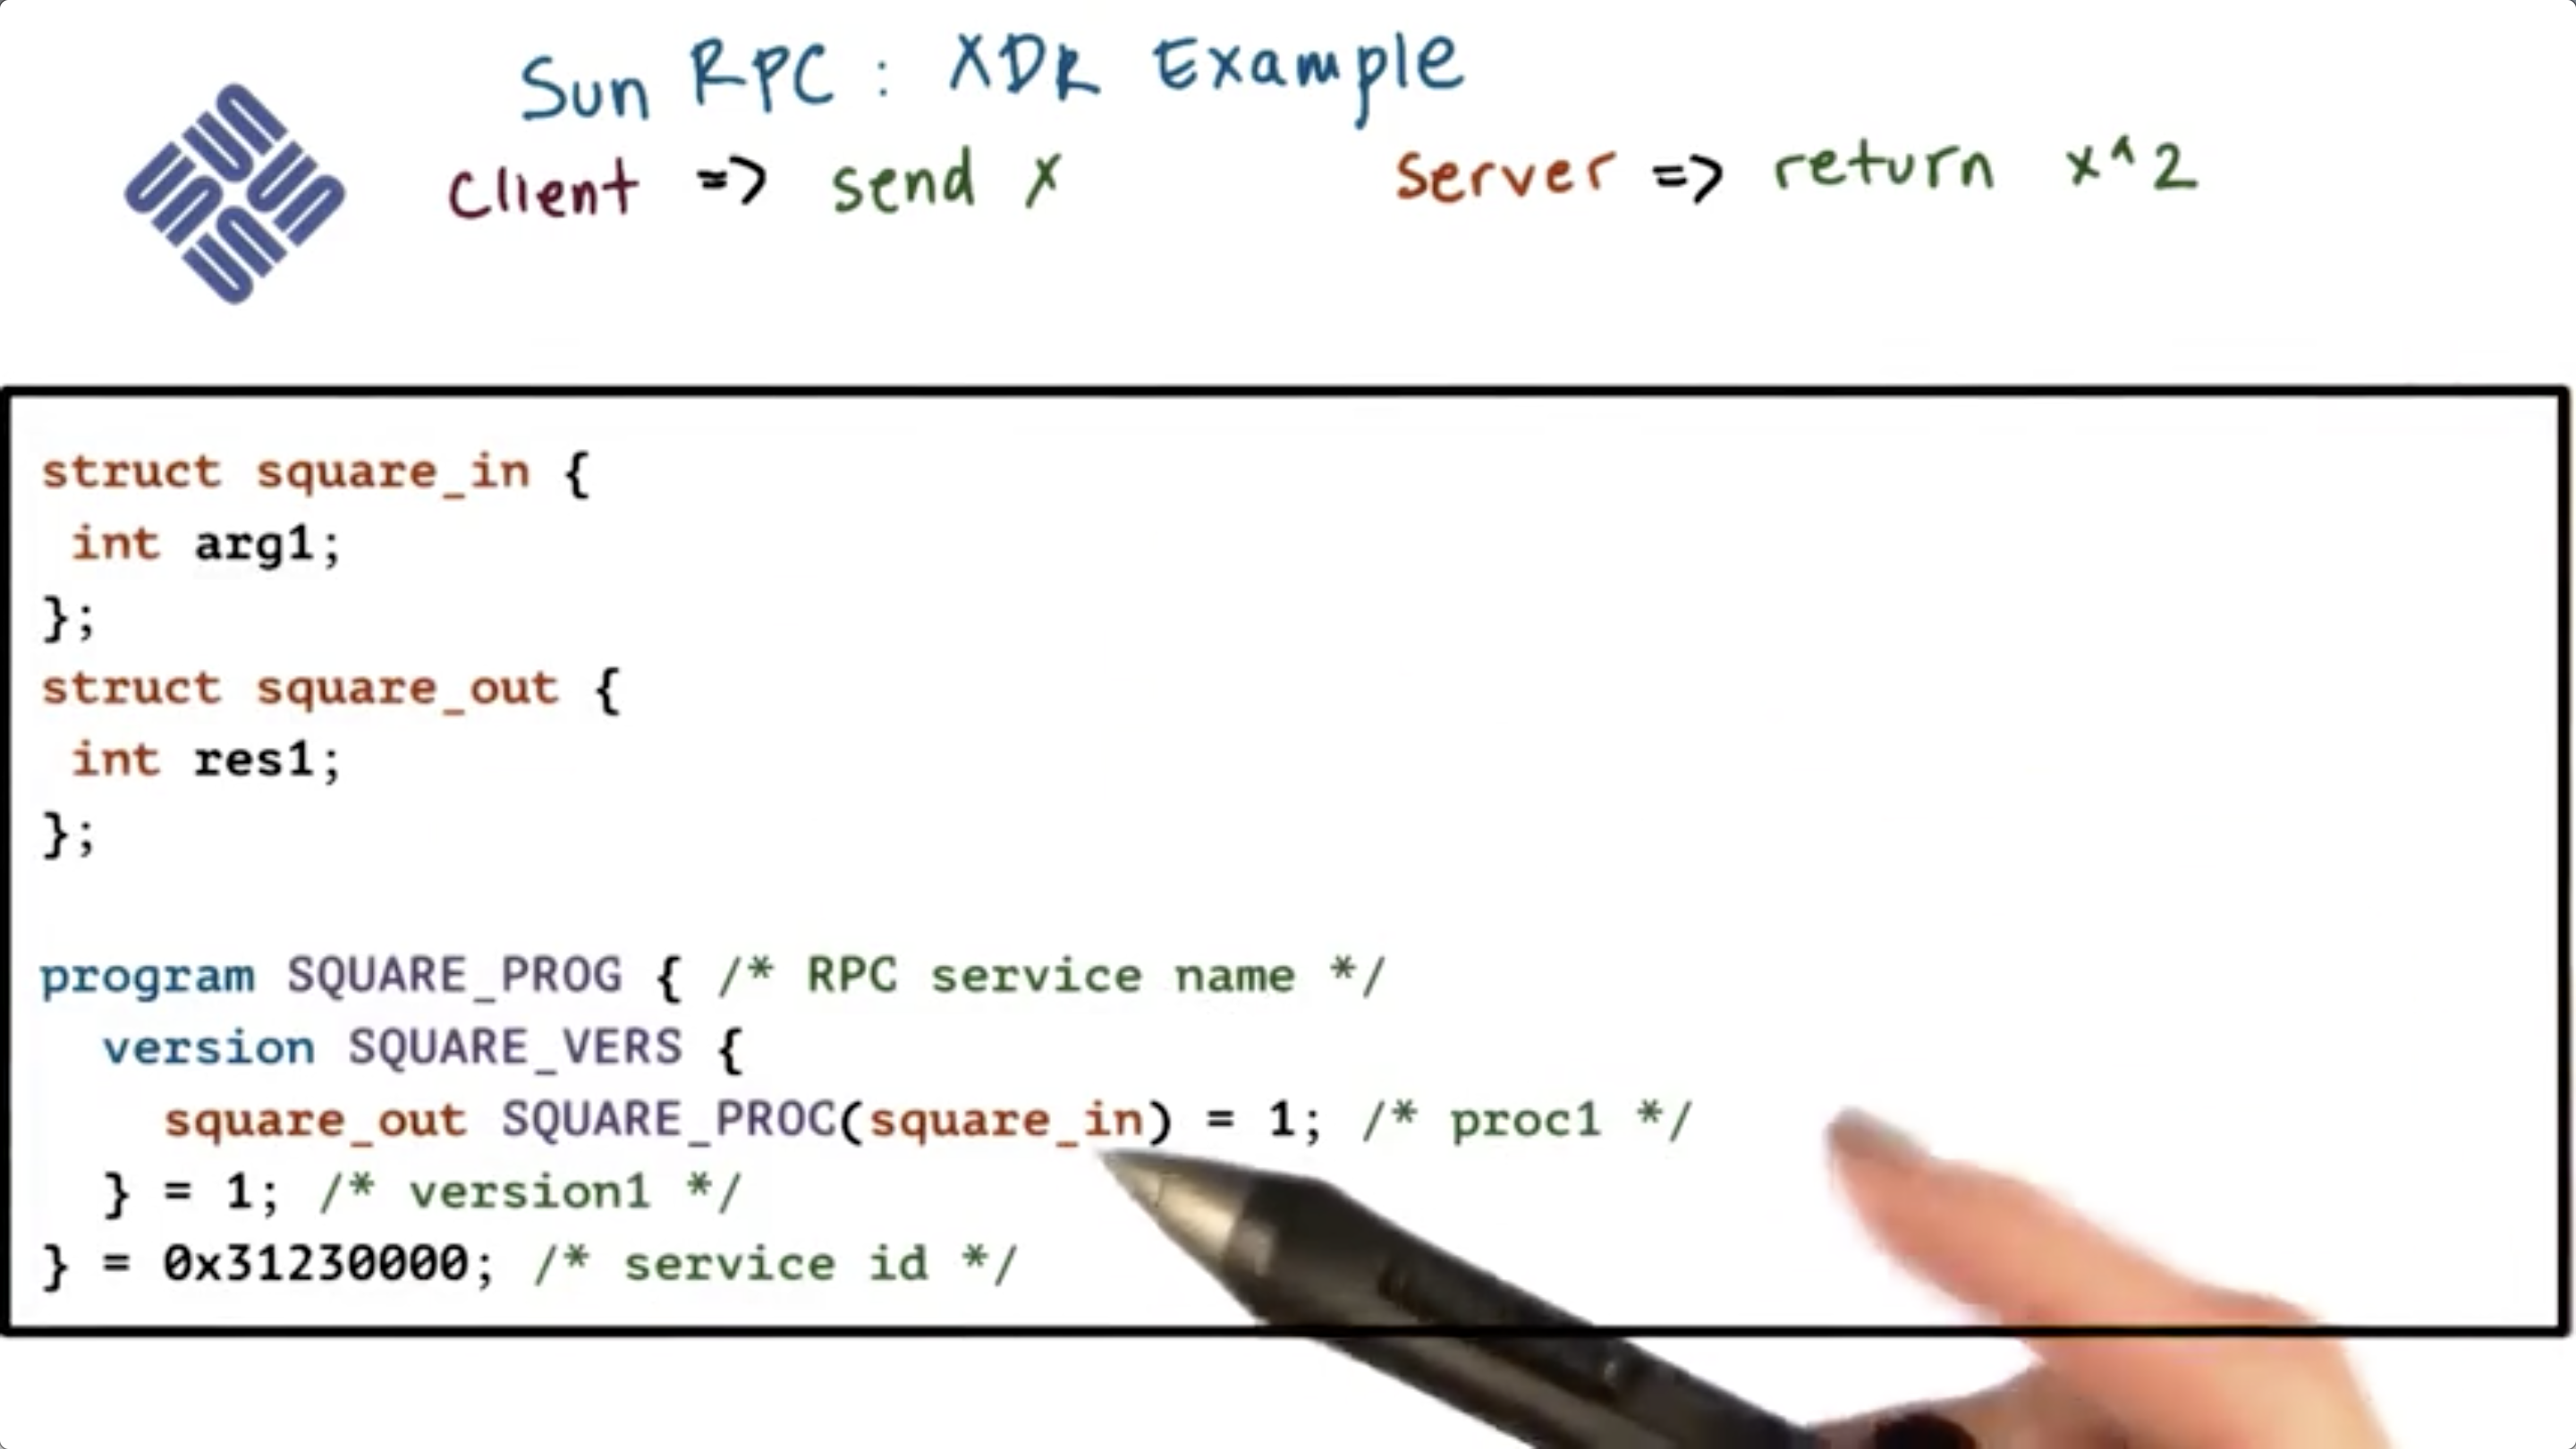 Sun RPC : XDR Example
Client => send x
Server => return x^2
struct square_in {
 int arg1;
};
struct square_out {
 int res1;
};
program SQUARE_PROG { /* RPC service name */
  version SQUARE_VERS {
    square_out SQUARE_PROC(square_in) = 1; /* proc1 */
  } = 1; /* version1 */
} = 0x31230000; /* service id */